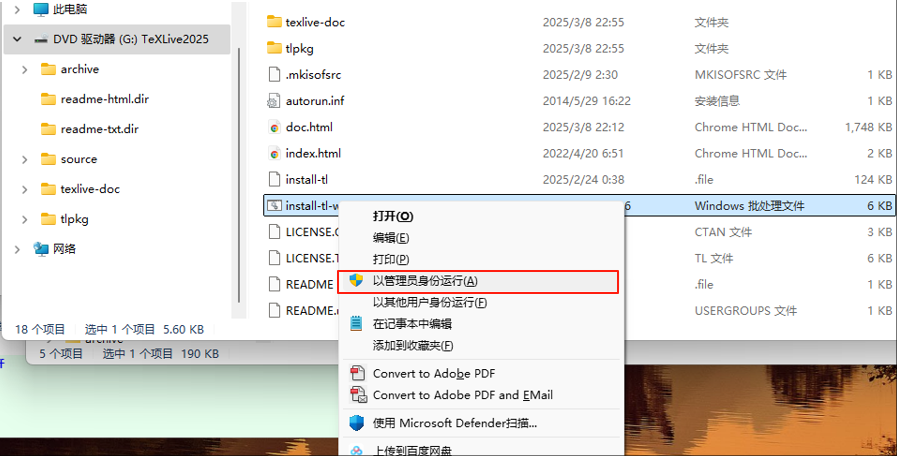 此电脑
DVD 驱动器 (G:) TeXLive2025
archive
readme-html.dir
readme-txt.dir
source
texlive-doc
tlpkg
网络
texlive-doc 2025/3/8 22:55 文件夹
tlpkg 2025/3/8 22:55 文件夹
.mkisofsrc 2025/2/9 2:30 MKISOFSRC 文件 1 KB
autorun.inf 2014/5/29 16:22 安装信息 1 KB
doc.html 2025/3/8 22:12 Chrome HTML Doc... 1,748 KB
index.html 2022/4/20 6:51 Chrome HTML Doc... 2 KB
install-tl 2025/2/24 0:38 .file 124 KB
install-tl-w 6 Windows 批处理文件 6 KB
LICENSE. CTAN 文件 3 KB
LICENSE.T TL 文件 6 KB
README .file 1 KB
README. USERGROUPS 文件 1 KB
打开(O)
编辑(E)
打印(P)
以管理员身份运行(A)
以其他用户身份运行(F)
在记事本中编辑
添加到收藏夹(F)
Convert to Adobe PDF
Convert to Adobe PDF and EMail
使用 Microsoft Defender扫描...
上传到百度网盘
18 个项目 选中 1 个项目 5.60 KB
archive
5 个项目 选中 1 个项目 190 KB